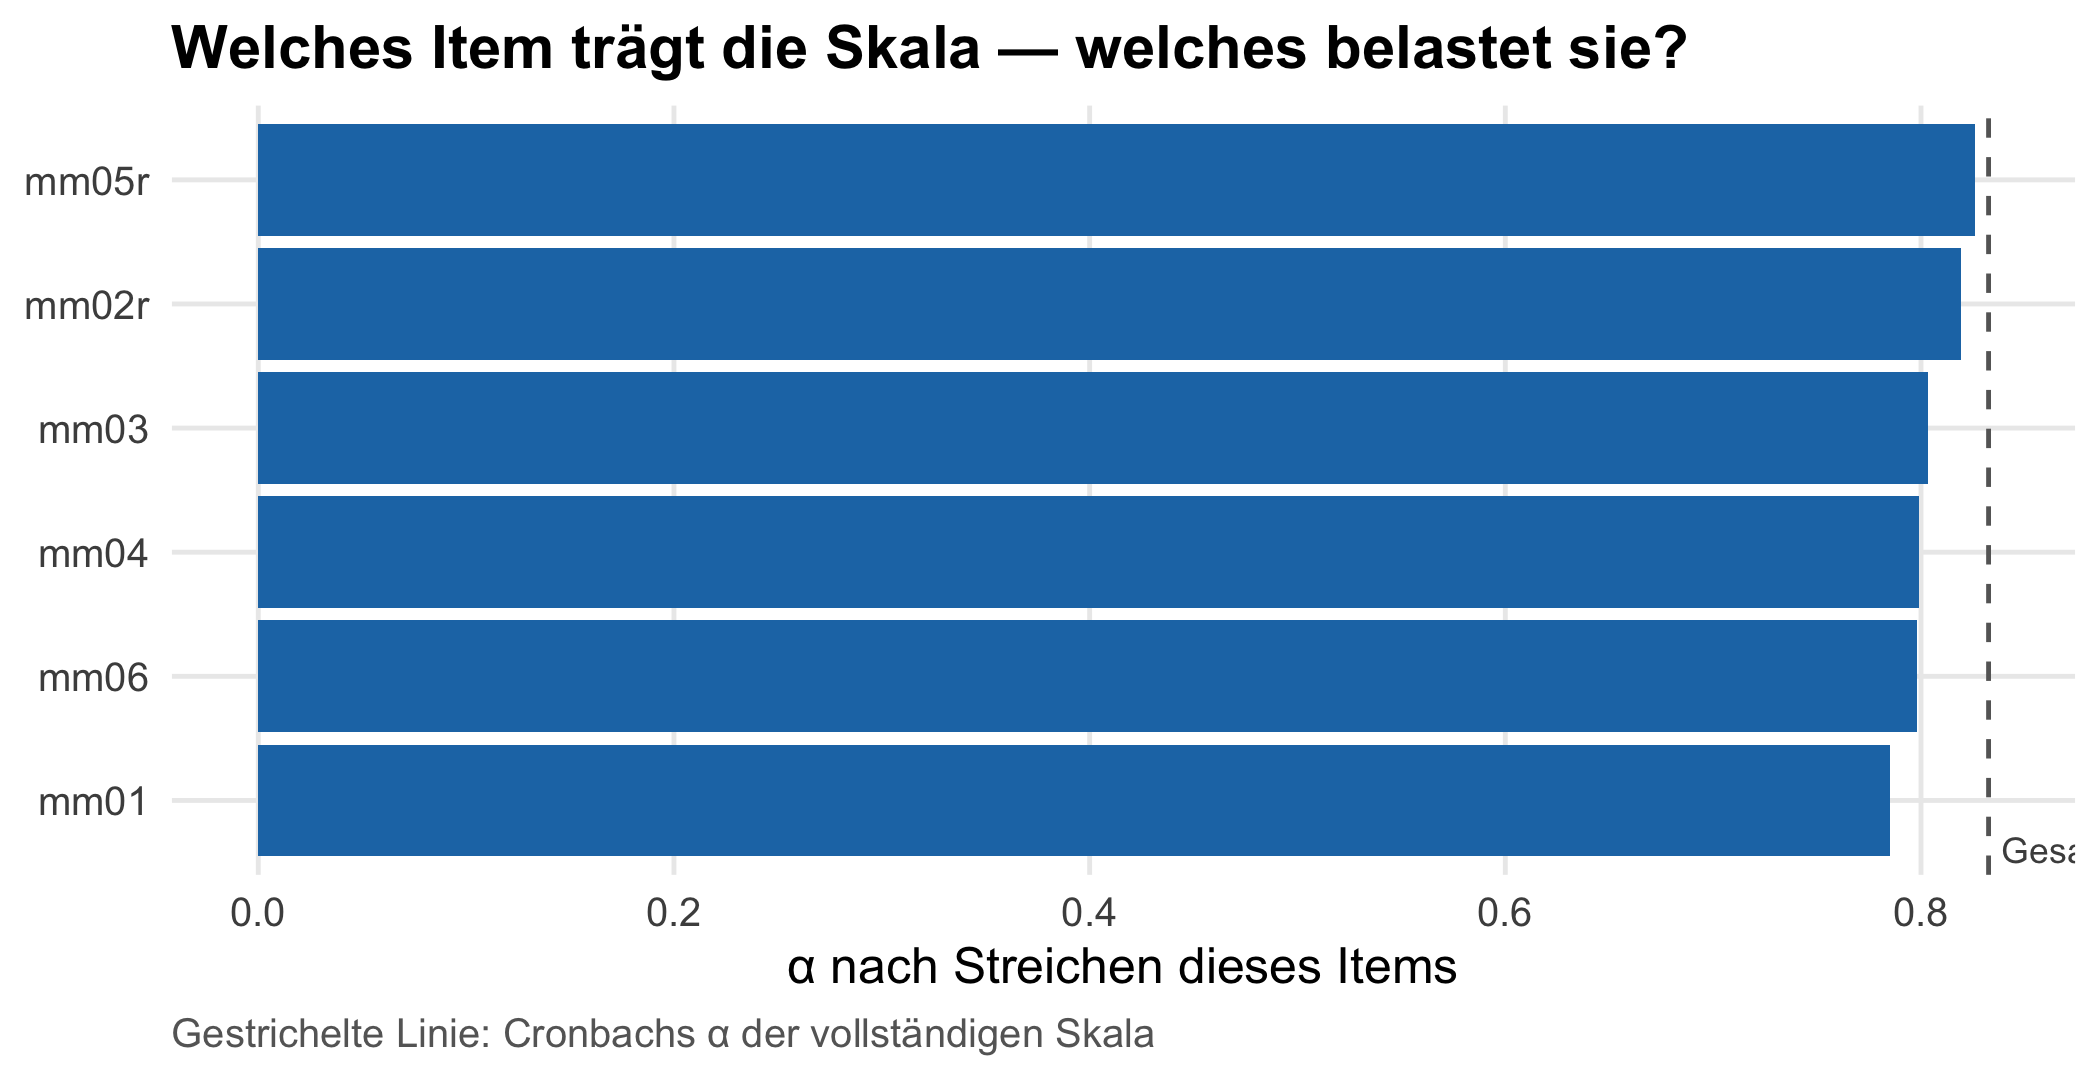 Welches Item trägt die Skala — welches belastet sie?
mm05r
mm02r
mm03
mm04
mm06
mm01
Gesa
0.0 0.2 0.4 0.6 0.8
α nach Streichen dieses Items
Gestrichelte Linie: Cronbachs α der vollständigen Skala